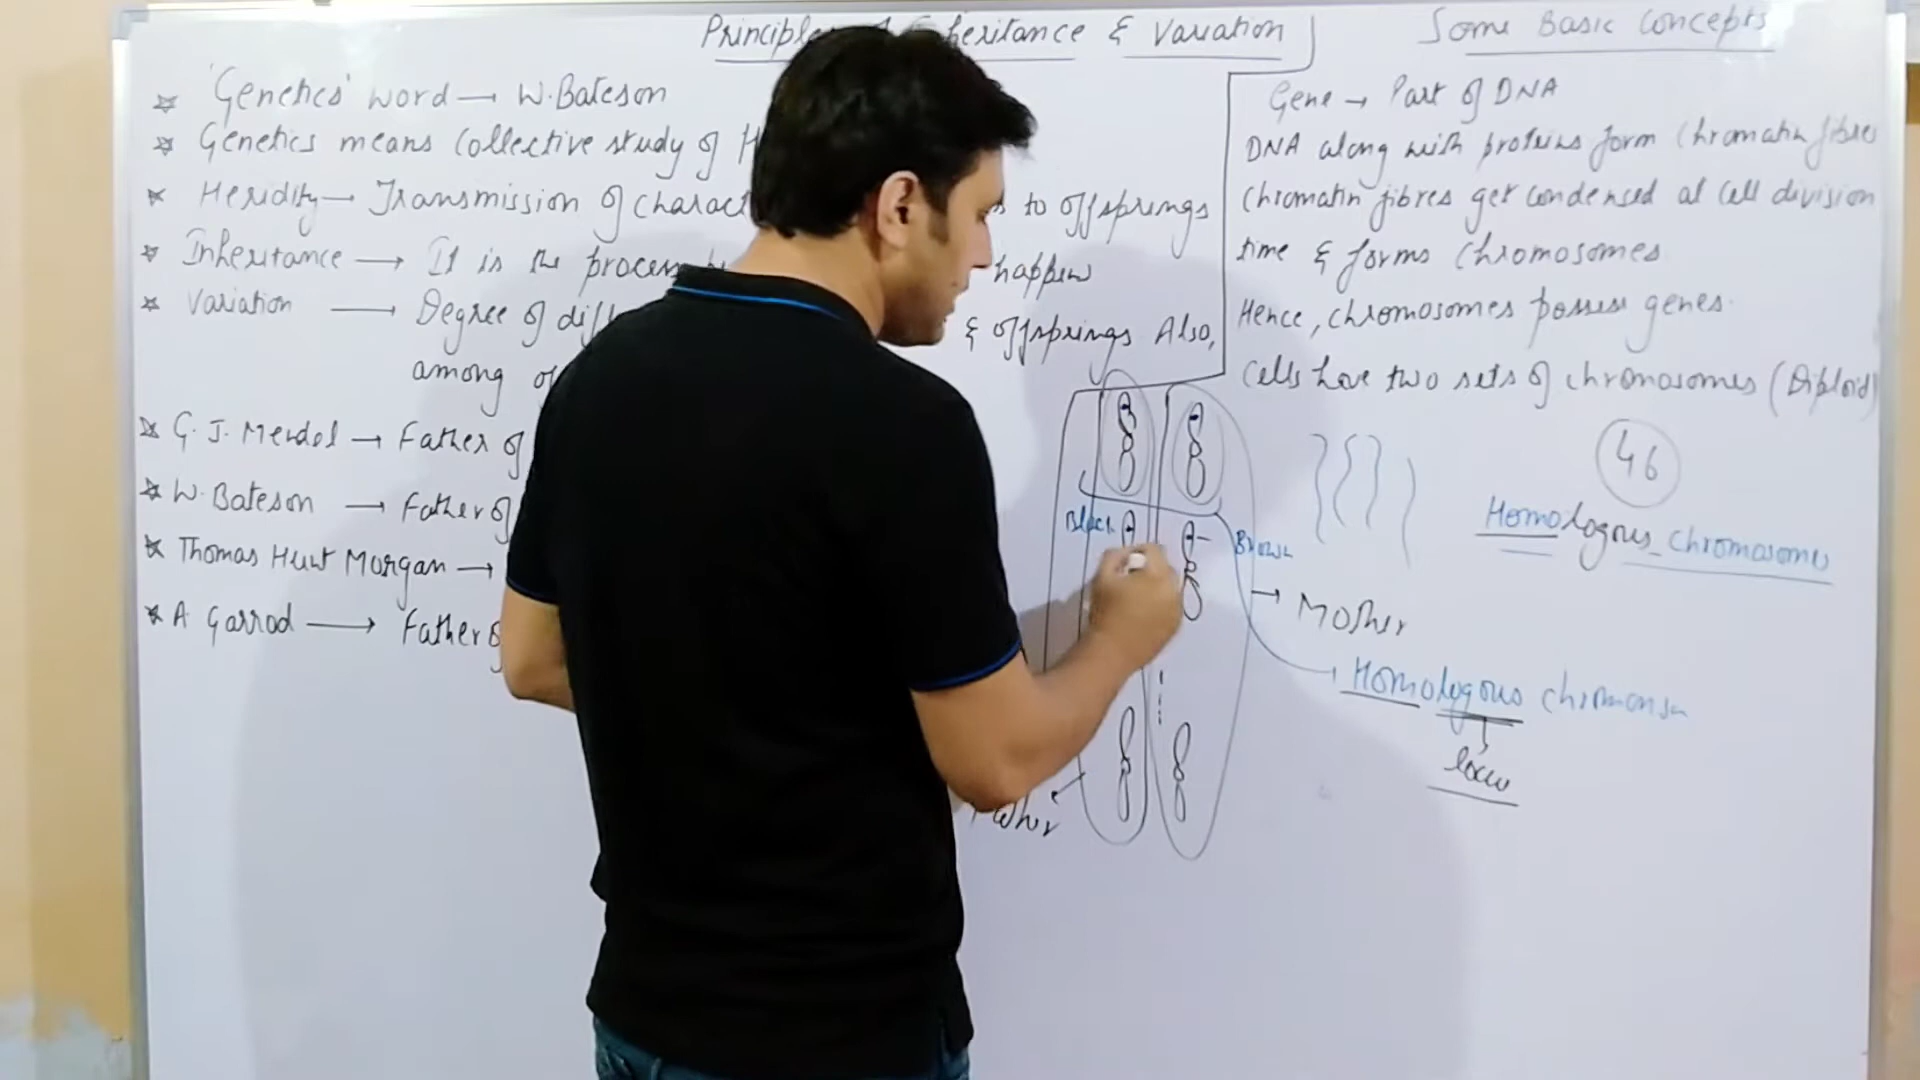 Principles of Inheritance & Variation
'Genetics' word → W. Bateson
Genetics means collective study of H
Heridity → Transmission of charact to offsprings
Inheritance → It is the process by happen
Variation → Degree of diff & offsprings Also,
among of
G. J. Mendel → Father of
W. Bateson → Father of
Thomas Hunt Morgan →
A Garrod → Father of
Some Basic Concepts
Gene → Part of DNA
DNA along with proteins form Chromatin fibres
Chromatin fibres get condensed at cell division
time & forms Chromosomes.
Hence, chromosomes possess genes.
Cells have two sets of chromosomes (Diploid)
46
Homologous chromosomes
Black
Brown
→ Mother
Homologous
locus
Father